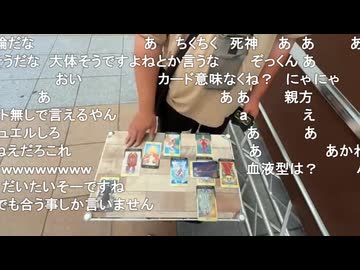 論だな あ ちくちく 死神 あ あ あ
そうだな 大体そうですよねとか言うな ぞっくん あ
おい カード意味なくね？ にゃにゃ
あ ああ 親方
ト無しで言えるやん a え
ュエルしろ あ
ねえだろこれ あ あかね
wwwwwwww 血液型は？
だいたいそーですね
でも合う事しか言いません